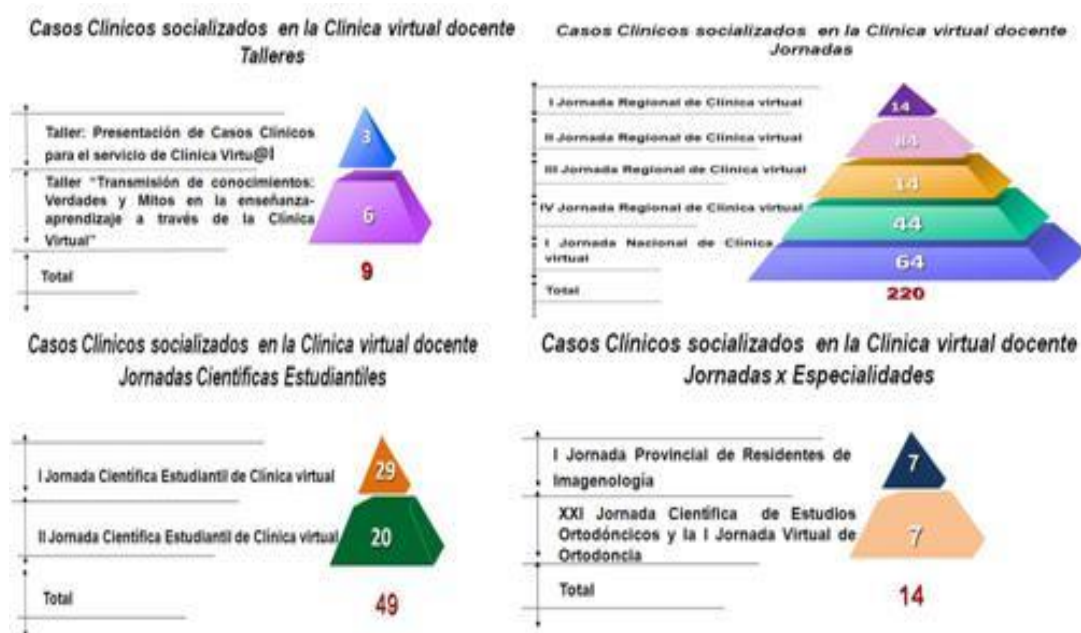 Casos Clínicos socializados en la Clínica virtual docente
Talleres
Taller: Presentación de Casos Clínicos
para el servicio de Clínica Virtu@l
3
Taller "Transmisión de conocimientos:
Verdades y Mitos en la enseñanza-
aprendizaje a través de la Clínica
Virtual"
6
Total
9
Casos Clínicos socializados en la Clínica virtual docente
Jornadas
I Jornada Regional de Clínica virtual
14
II Jornada Regional de Clínica virtual
84
III Jornada Regional de Clínica virtual
14
IV Jornada Regional de Clínica virtual
44
I Jornada Nacional de Clínica
virtual
64
Total
220
Casos Clínicos socializados en la Clínica virtual docente
Jornadas Científicas Estudiantiles
I Jornada Científica Estudiantil de Clínica virtual
29
II Jornada Científica Estudiantil de Clínica virtual
20
Total
49
Casos Clínicos socializados en la Clínica virtual docente
Jornadas x Especialidades
I Jornada Provincial de Residentes de
Imagenología
7
XXI Jornada Científica de Estudios
Ortodóncicos y la I Jornada Virtual de
Ortodoncia
7
Total
14